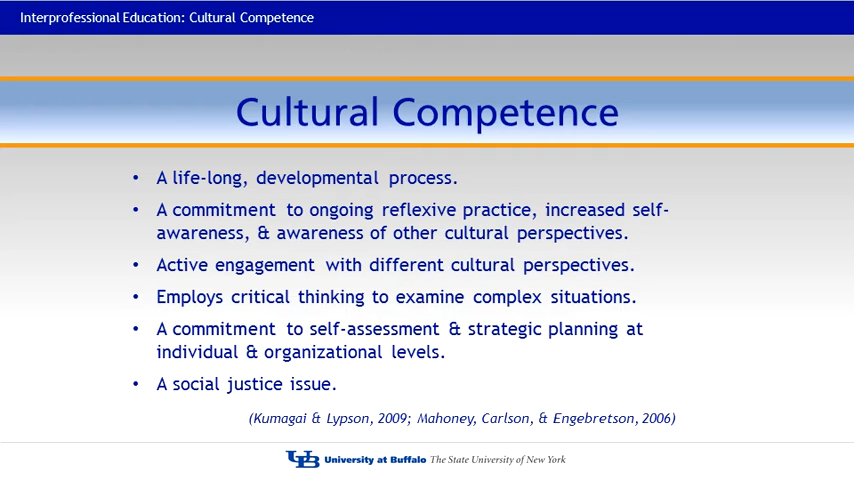 Interprofessional Education: Cultural Competence
Cultural Competence
• A life-long, developmental process.
• A commitment to ongoing reflexive practice, increased self-
awareness, & awareness of other cultural perspectives.
• Active engagement with different cultural perspectives.
• Employs critical thinking to examine complex situations.
• A commitment to self-assessment & strategic planning at
individual & organizational levels.
• A social justice issue.
(Kumagai & Lypson, 2009; Mahoney, Carlson, & Engebretson, 2006)
UB University at Buffalo The State University of New York